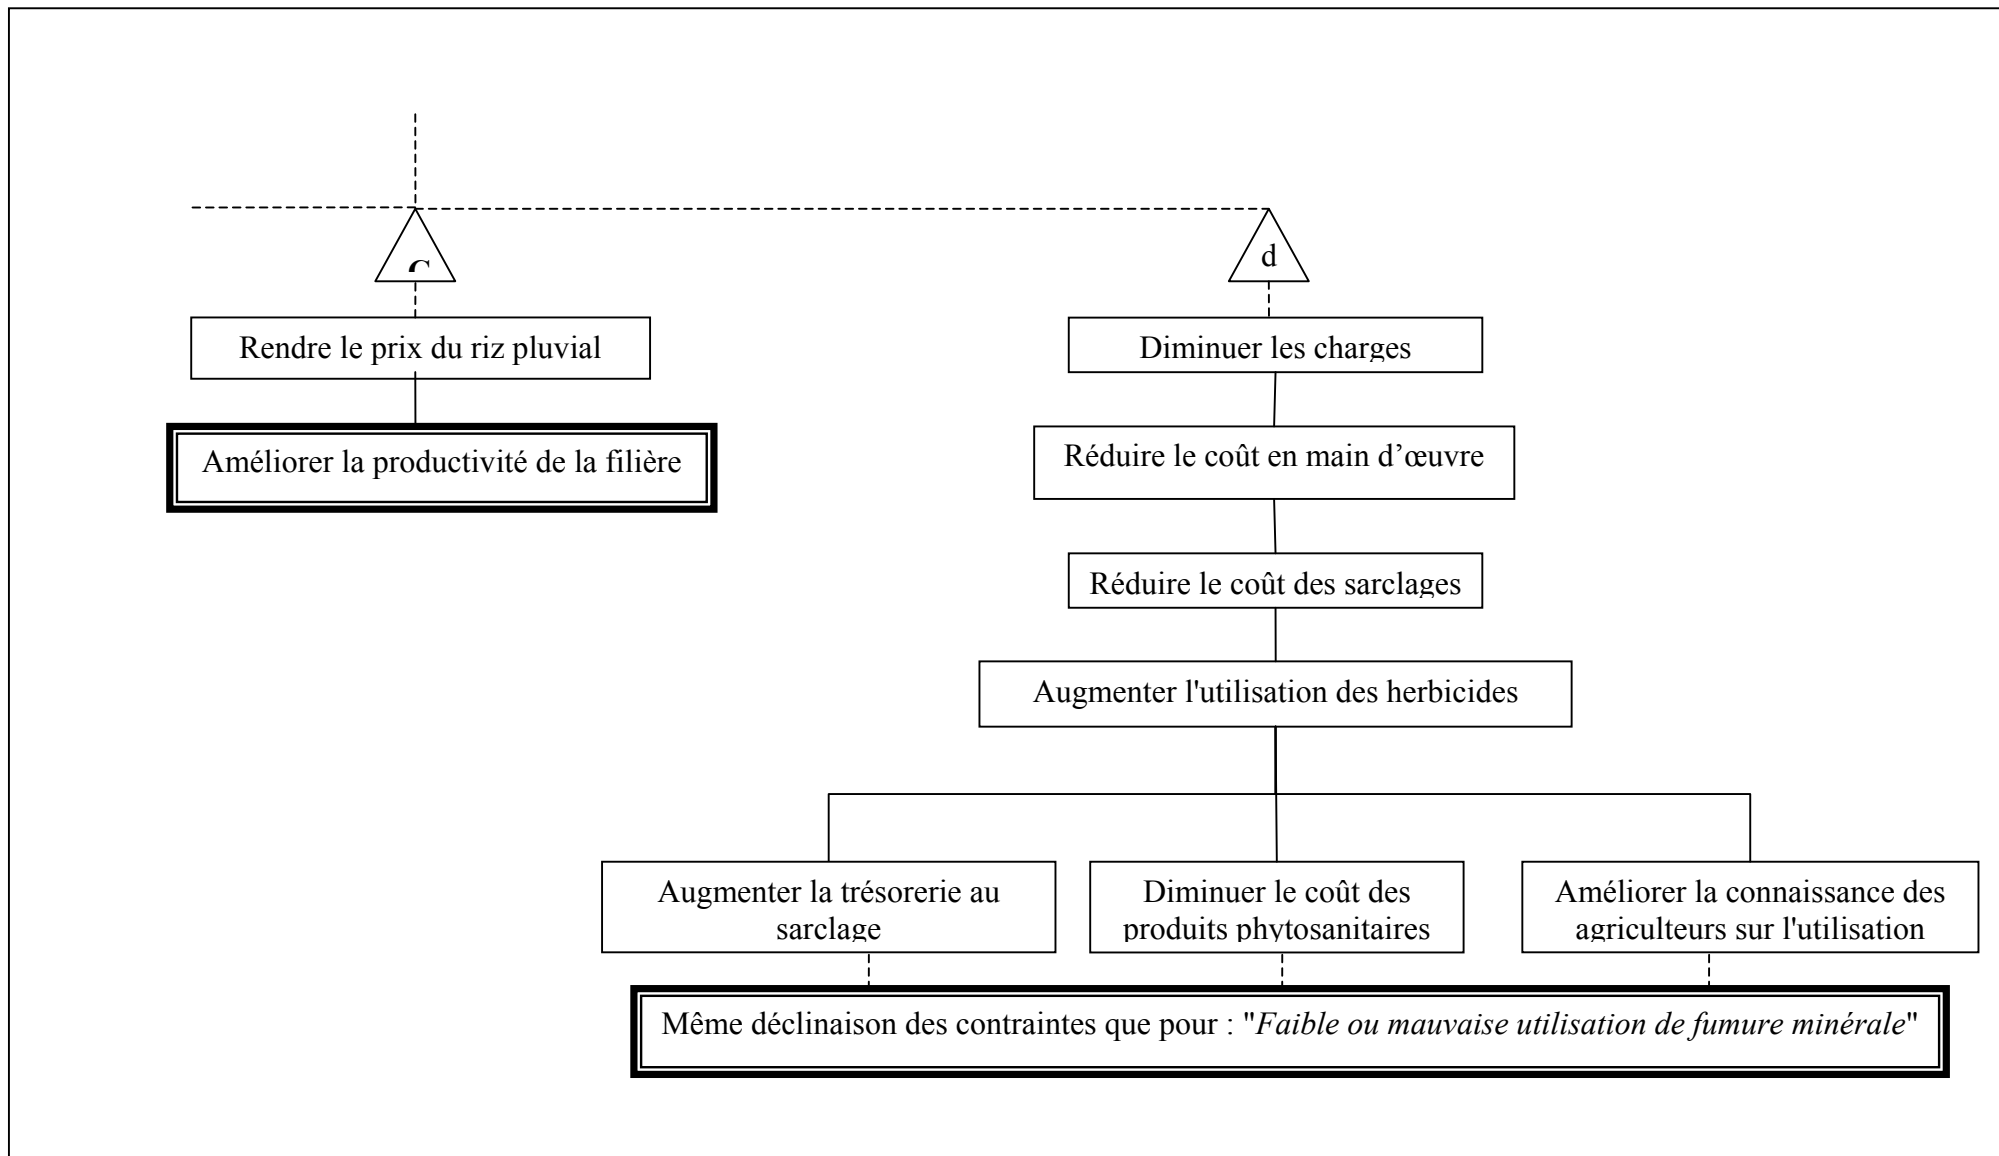 d
Rendre le prix du riz pluvial
Diminuer les charges
Améliorer la productivité de la filière
Réduire le coût en main d’œuvre
Réduire le coût des sarclages
Augmenter l'utilisation des herbicides
Augmenter la trésorerie au
sarclage
Diminuer le coût des
produits phytosanitaires
Améliorer la connaissance des
agriculteurs sur l'utilisation
Même déclinaison des contraintes que pour : "Faible ou mauvaise utilisation de fumure minérale"